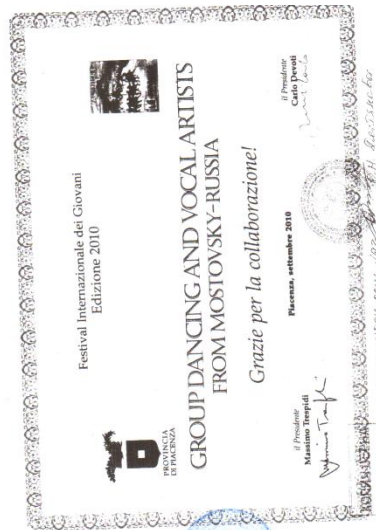 Festival Internazionale dei Giovani
Edizione 2010
PROVINCIA
DI PIACENZA
GROUP DANCING AND VOCAL ARTISTS
FROM MOSTOVSKY-RUSSIA
Grazie per la collaborazione!
Piacenza, settembre 2010
il Presidente
Massimo Trespidi
il Presidente
Carlo Devoti